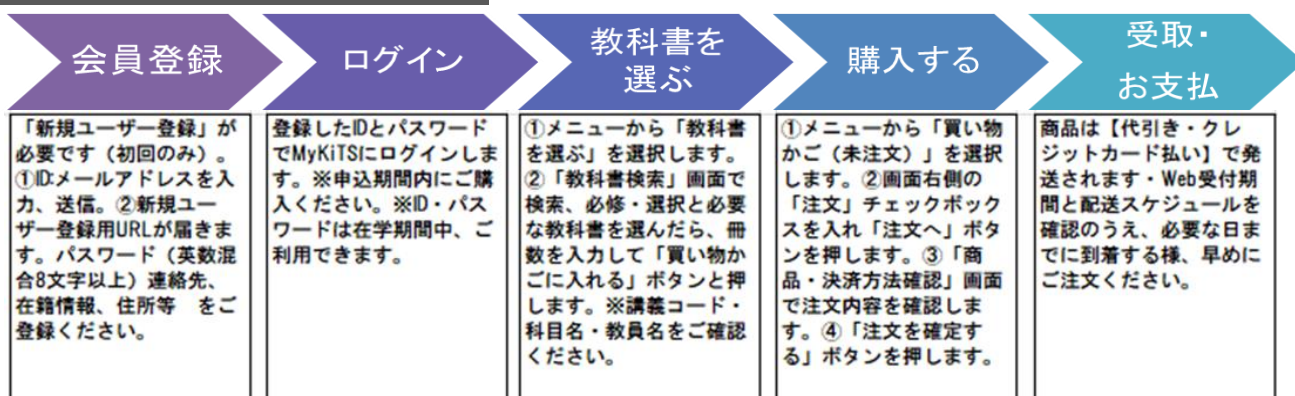 会員登録
ログイン
教科書を
選ぶ
購入する
受取・
お支払
「新規ユーザー登録」が
必要です（初回のみ）。
①ID:メールアドレスを入
力、送信。②新規ユー
ザー登録用URLが届きま
す。パスワード（英数混
合8文字以上）連絡先、
在籍情報、住所等　をご
登録ください。
登録したIDとパスワード
でMyKiTSにログインしま
す。※申込期間内にご購
入ください。※ID・パス
ワードは在学期間中、ご
利用できます。
①メニューから「教科書
を選ぶ」を選択します。
②「教科書検索」画面で
検索、必修・選択と必要
な教科書を選んだら、冊
数を入力して「買い物か
ごに入れる」ボタンと押
します。※講義コード・
科目名・教員名をご確認
ください。
①メニューから「買い物
かご（未注文）」を選択
します。②画面右側の
「注文」チェックボック
スを入れ「注文へ」ボタ
ンを押します。③「商
品・決済方法確認」画面
で注文内容を確認しま
す。④「注文を確定す
る」ボタンを押します。
商品は【代引き・クレ
ジットカード払い】で発
送されます・Web受付期
間と配送スケジュールを
確認のうえ、必要な日ま
でに到着する様、早めに
ご注文ください。